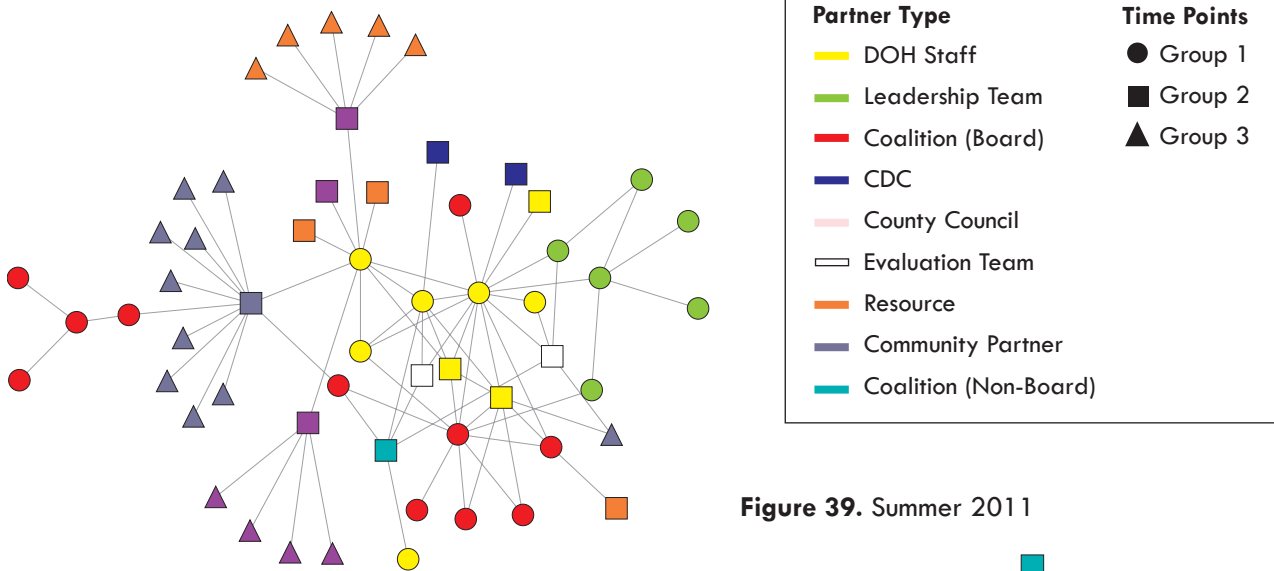 Partner Type
DOH Staff
Leadership Team
Coalition (Board)
CDC
County Council
Evaluation Team
Resource
Community Partner
Coalition (Non-Board)
Time Points
Group 1
Group 2
Group 3
Figure 39. Summer 2011